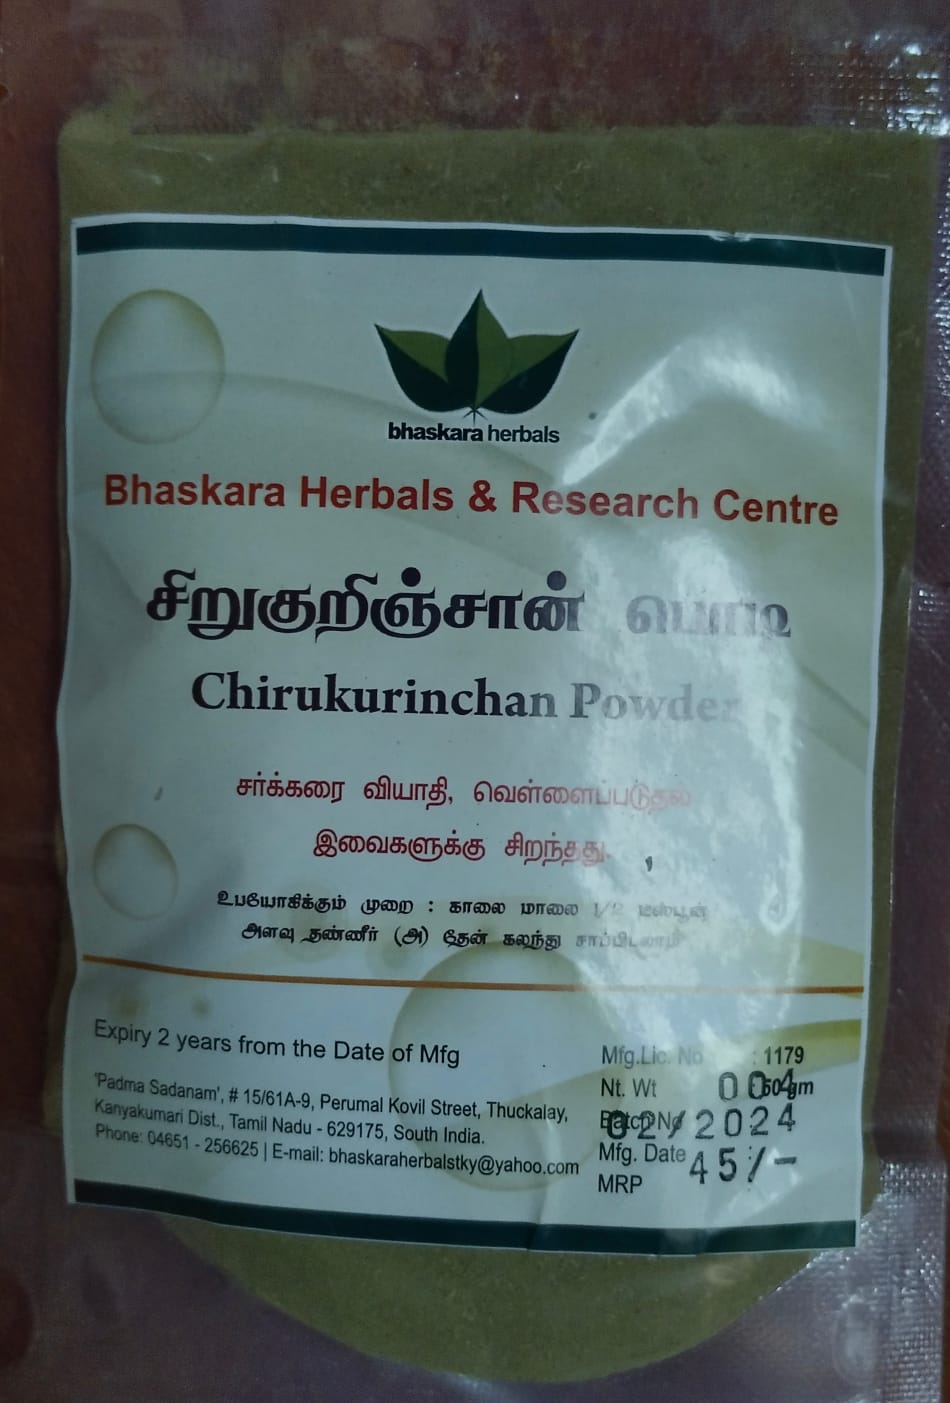 bhaskara herbals
Bhaskara Herbals & Research Centre
சிறுகுறிஞ்சான் பொடி
Chirukurinchan Powder
சர்க்கரை வியாதி, வெள்ளைப்படுதல்
இவைகளுக்கு சிறந்தது.
உபயோகிக்கும் முறை : காலை மாலை 1/2 டீஸ்பூன்
அளவு தண்ணீர் (அ) தேன் கலந்து சாப்பிடலாம்
Expiry 2 years from the Date of Mfg
'Padma Sadanam', # 15/61A-9, Perumal Kovil Street, Thuckalay,
Kanyakumari Dist., Tamil Nadu - 629175, South India.
Phone: 04651 - 256625 | E-mail: bhaskaraherbalstky@yahoo.com
Mfg.Lic. No : 1179
Nt. Wt 50 gm
004
Batch No
02/2024
Mfg. Date
45/-
MRP